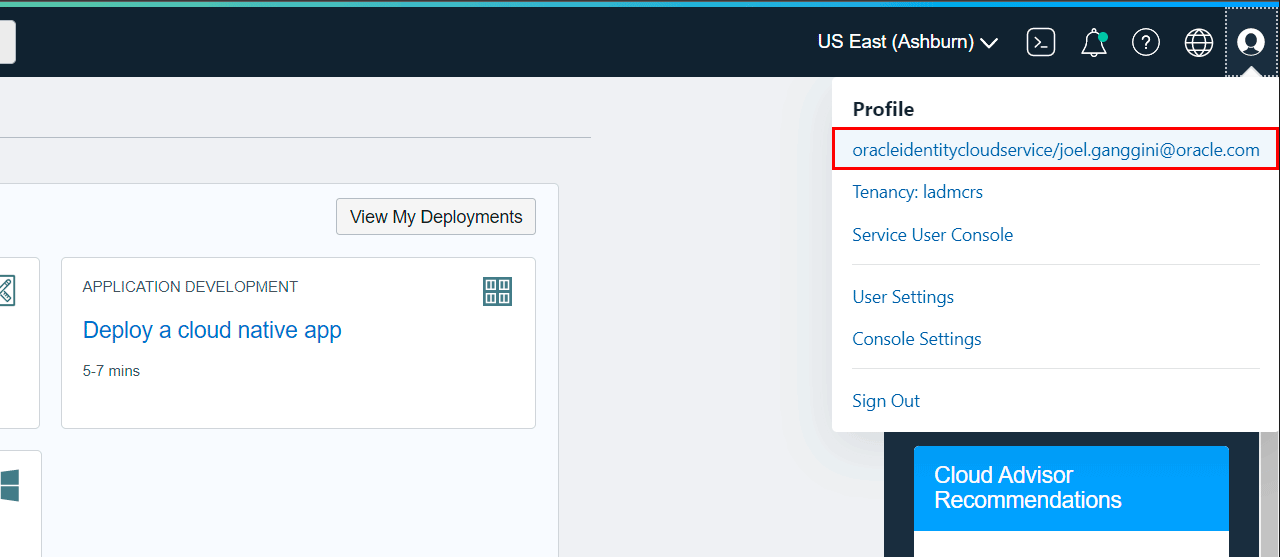 US East (Ashburn)
Profile
oracleidentitycloudservice/joel.ganggini@oracle.com
Tenancy: ladmcrs
Service User Console
User Settings
Console Settings
Sign Out
View My Deployments
APPLICATION DEVELOPMENT
Deploy a cloud native app
5-7 mins
Cloud Advisor
Recommendations